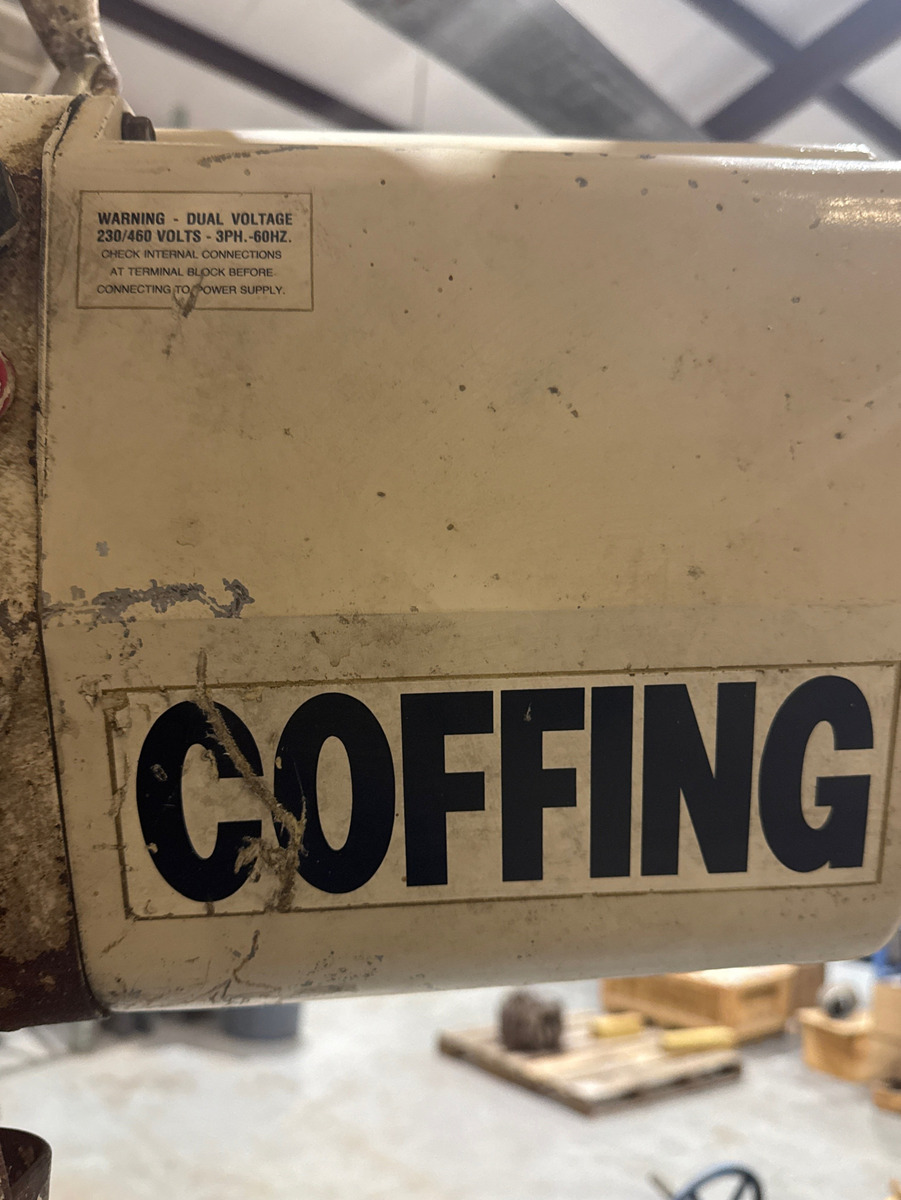 WARNING - DUAL VOLTAGE
230/460 VOLTS - 3PH.-60HZ.
CHECK INTERNAL CONNECTIONS
AT TERMINAL BLOCK BEFORE
CONNECTING TO POWER SUPPLY.
COFFING